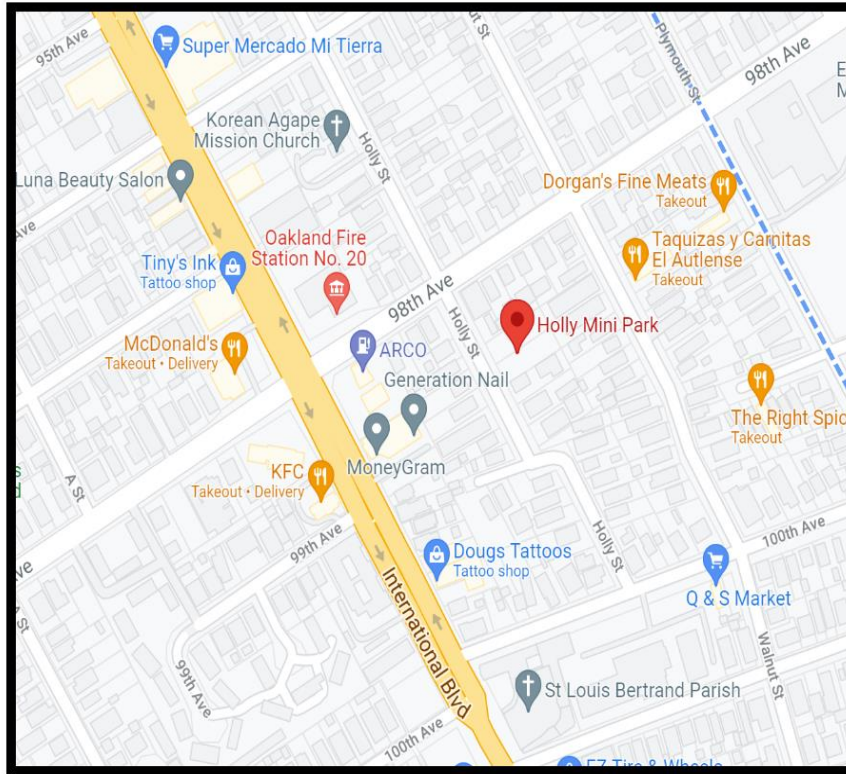 95th Ave
Super Mercado Mi Tierra
Plymouth St
98th Ave
Korean Agape
Mission Church
Holly St
Luna Beauty Salon
Dorgan's Fine Meats
Takeout
Taquizas y Carnitas
El Autlense
Takeout
Oakland Fire
Station No. 20
Tiny's Ink
Tattoo shop
98th Ave
Holly St
Holly Mini Park
McDonald's
Takeout • Delivery
ARCO
Generation Nail
The Right Spic
Takeout
MoneyGram
KFC
Takeout • Delivery
A St
99th Ave
Holly St
100th Ave
Dougs Tattoos
Tattoo shop
Q & S Market
International Blvd
A St
99th Ave
Walnut St
St Louis Bertrand Parish
100th Ave
EZ Tire & Wheels